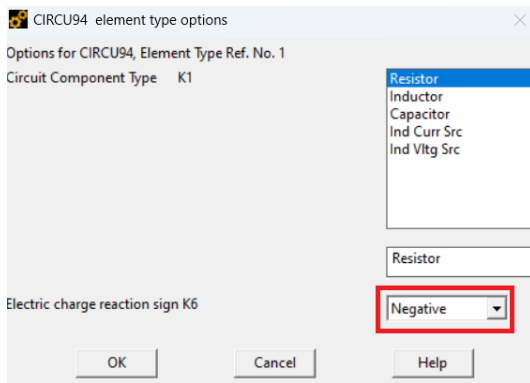 CIRCU94 element type options
Options for CIRCU94, Element Type Ref. No. 1
Circuit Component Type K1
Resistor
Inductor
Capacitor
Ind Curr Src
Ind Vltg Src
Resistor
Electric charge reaction sign K6
Negative
OK Cancel Help